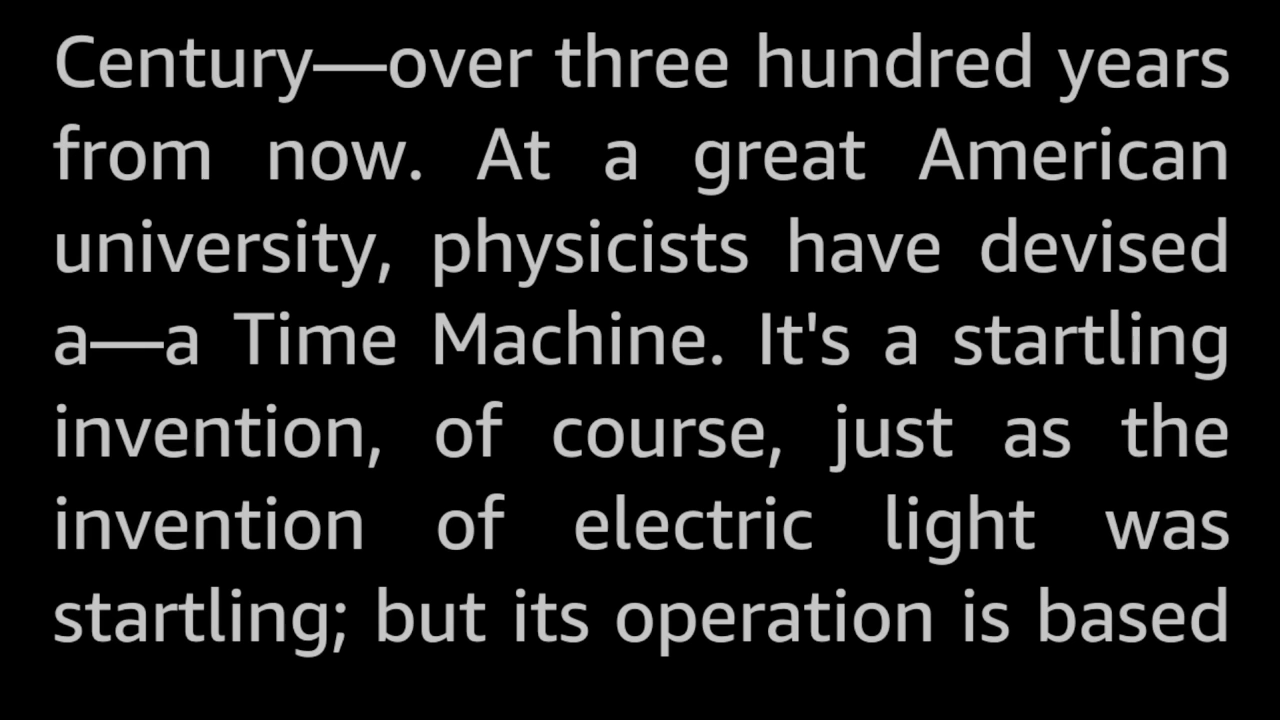 Century—over three hundred years
from now. At a great American
university, physicists have devised
a—a Time Machine. It's a startling
invention, of course, just as the
invention of electric light was
startling; but its operation is based